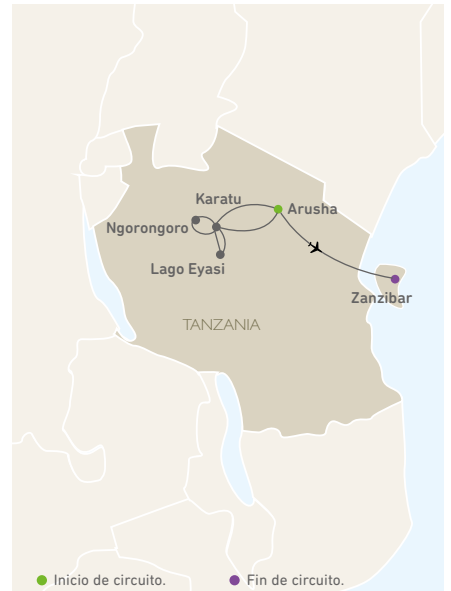 Karatu
Arusha
Ngorongoro
Lago Eyasi
Zanzibar
TANZANIA
Inicio de circuito.
Fin de circuito.